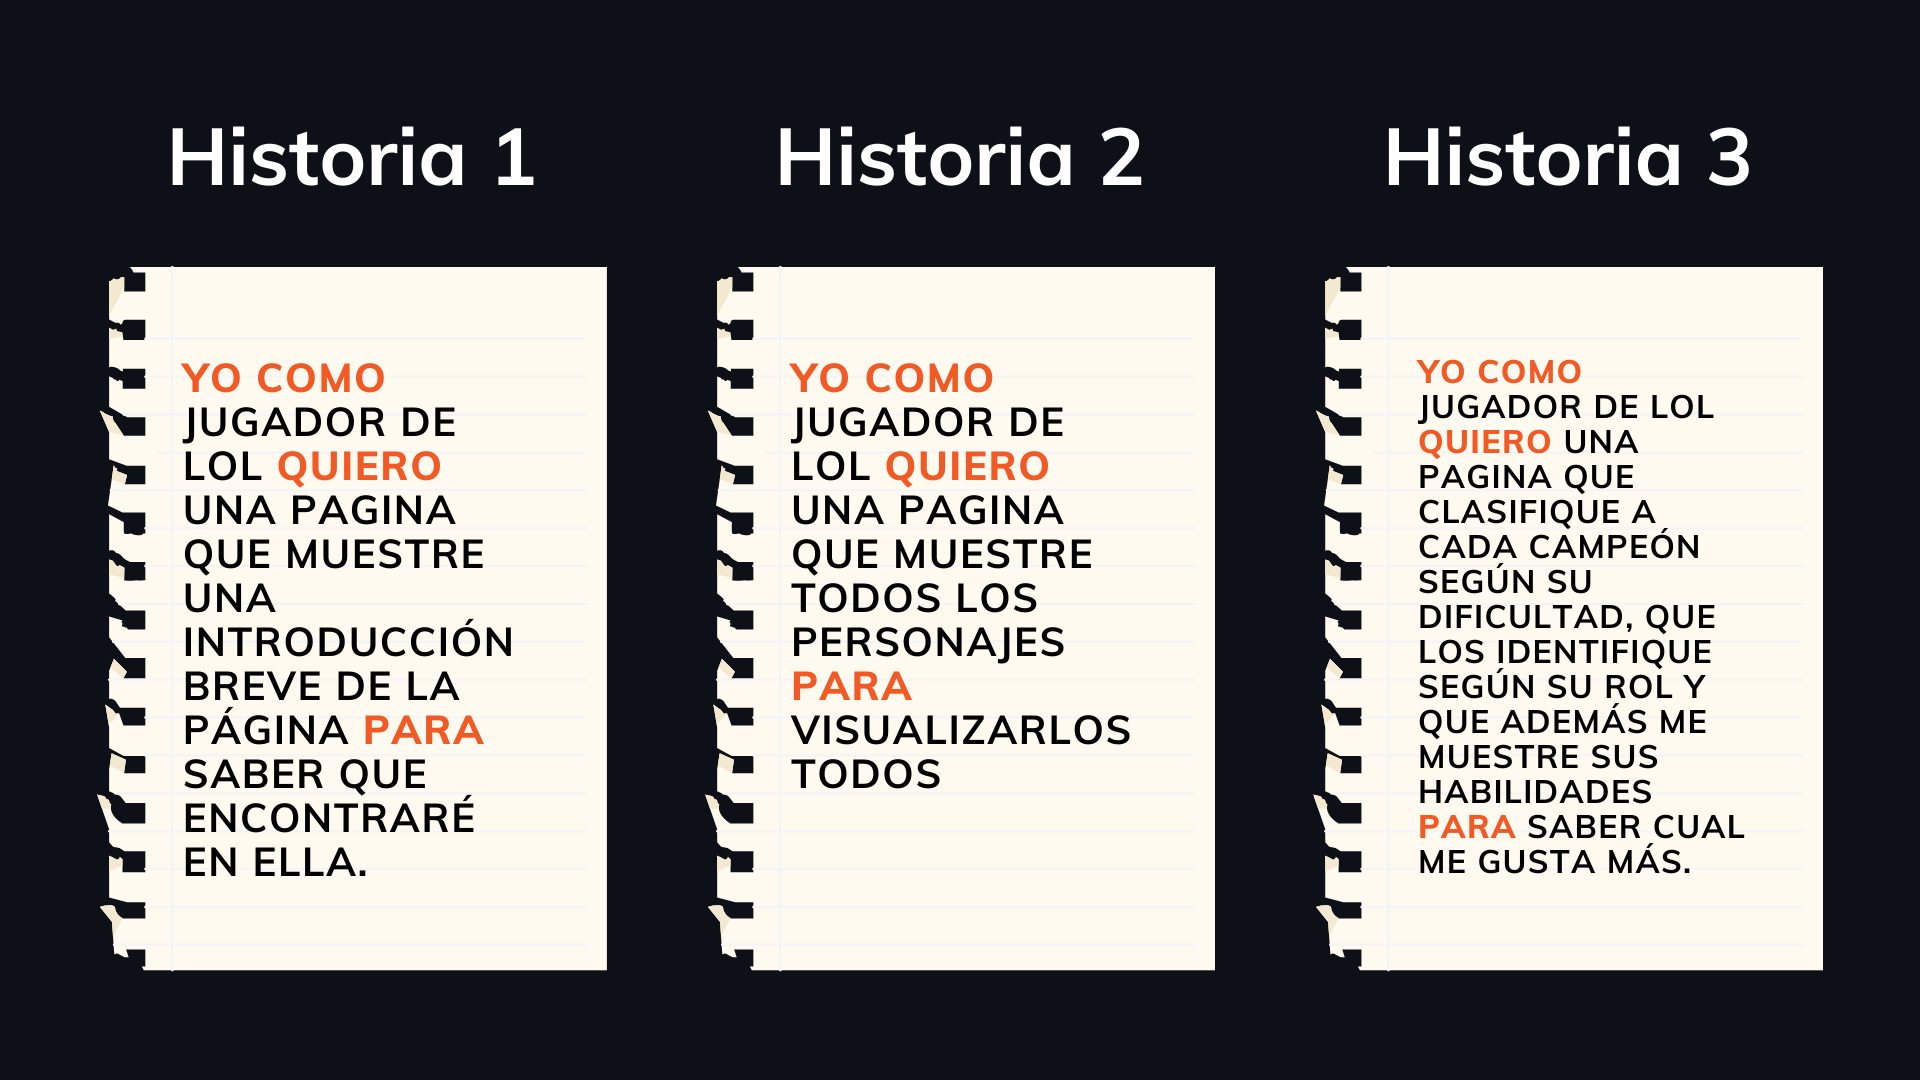 Historia 1
YO COMO
JUGADOR DE
LOL QUIERO
UNA PAGINA
QUE MUESTRE
UNA
INTRODUCCIÓN
BREVE DE LA
PÁGINA PARA
SABER QUE
ENCONTRARÉ
EN ELLA.
Historia 2
YO COMO
JUGADOR DE
LOL QUIERO
UNA PAGINA
QUE MUESTRE
TODOS LOS
PERSONAJES
PARA
VISUALIZARLOS
TODOS
Historia 3
YO COMO
JUGADOR DE LOL
QUIERO UNA
PAGINA QUE
CLASIFIQUE A
CADA CAMPEÓN
SEGÚN SU
DIFICULTAD, QUE
LOS IDENTIFIQUE
SEGÚN SU ROL Y
QUE ADEMÁS ME
MUESTRE SUS
HABILIDADES
PARA SABER CUAL
ME GUSTA MÁS.